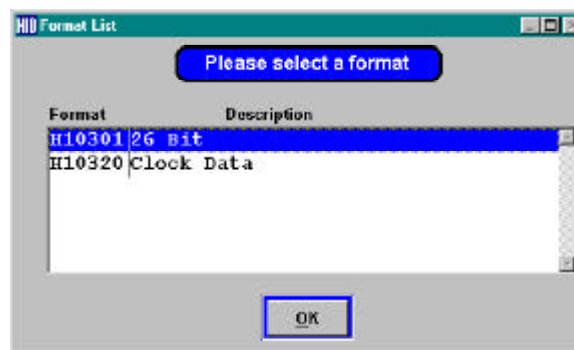 HID Format List
Please select a format
Format Description
H10301 26 Bit
H10320 Clock Data
OK